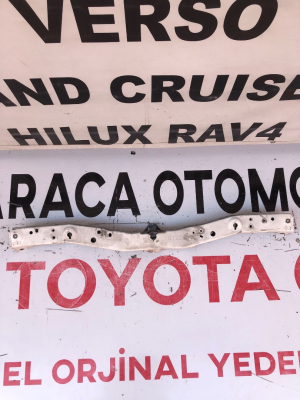 VERSO
AND CRUISE
HILUX RAV4
ARACA OTOMO
TOYOTA
EL ORJİNAL YEDE